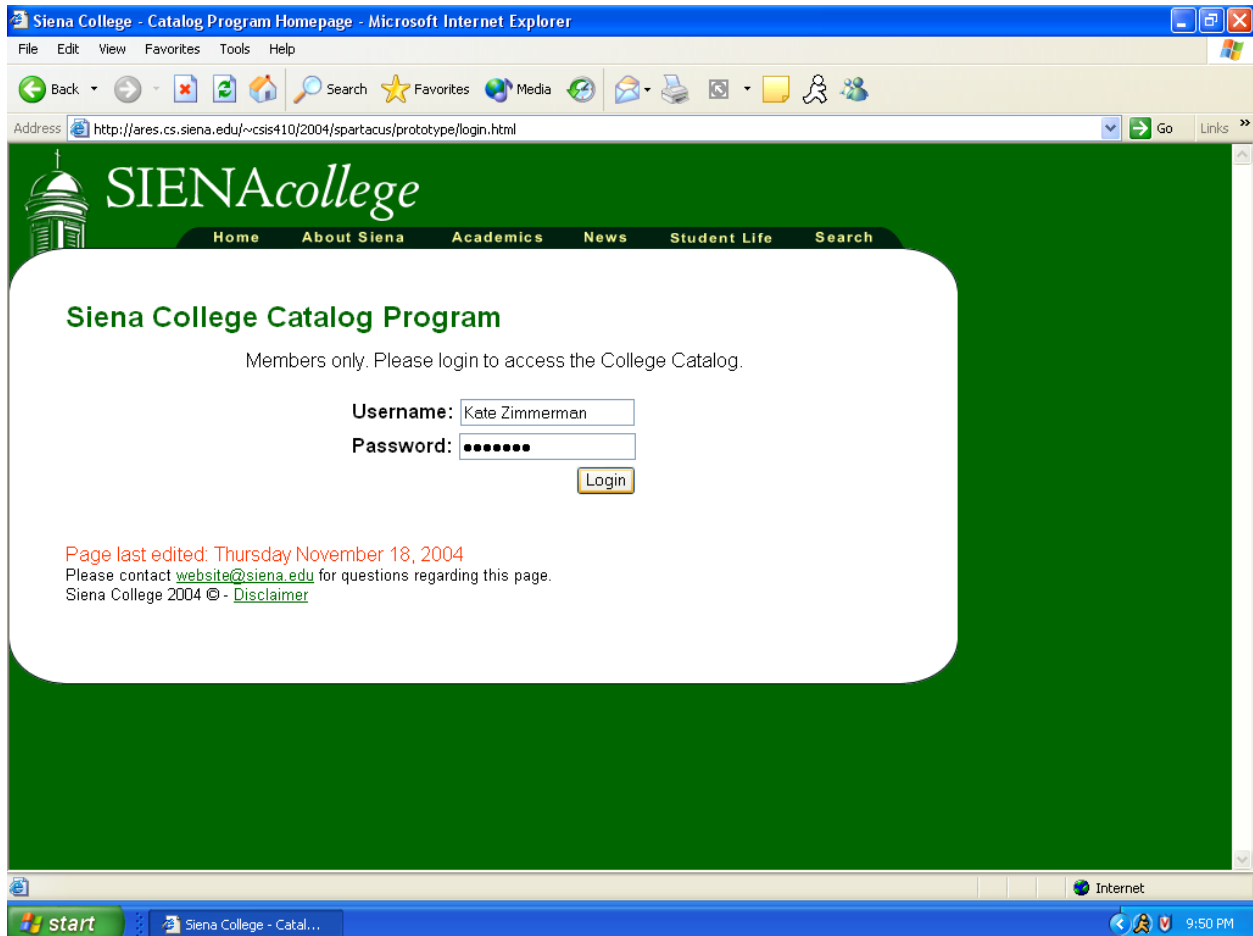 Siena College - Catalog Program Homepage - Microsoft Internet Explorer
File Edit View Favorites Tools Help
Back Search Favorites Media
Address http://ares.cs.siena.edu/~csis410/2004/spartacus/prototype/login.html Go Links »
SIENAcollege
Home About Siena Academics News Student Life Search
Siena College Catalog Program
Members only. Please login to access the College Catalog.
Username: Kate Zimmerman
Password: •••••••
Login
Page last edited: Thursday November 18, 2004
Please contact website@siena.edu for questions regarding this page.
Siena College 2004 © - Disclaimer
Internet
start Siena College - Catal... 9:50 PM